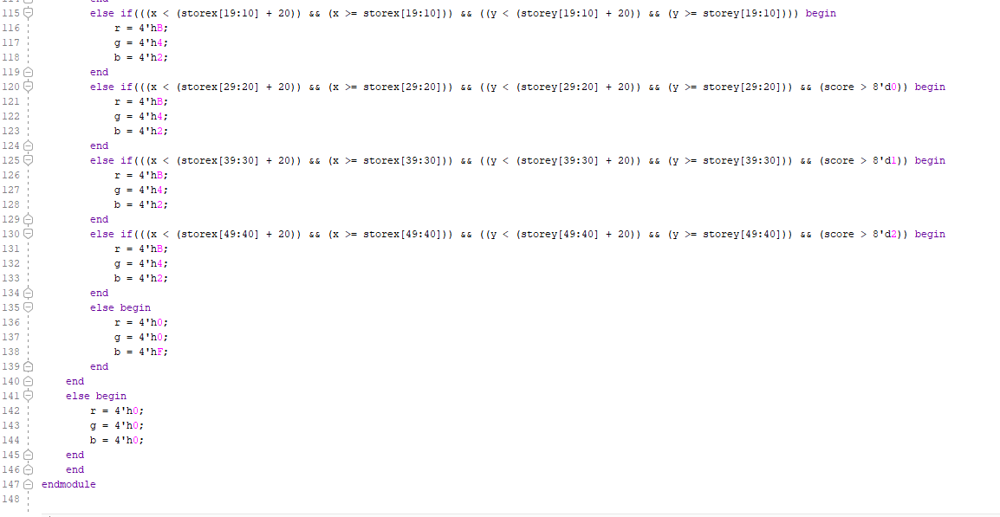 115 else if(((x < (storex[19:10] + 20)) && (x >= storex[19:10])) && ((y < (storey[19:10] + 20)) && (y >= storey[19:10]))) begin
116 r = 4'hB;
117 g = 4'h4;
118 b = 4'h2;
119 end
120 else if(((x < (storex[29:20] + 20)) && (x >= storex[29:20])) && ((y < (storey[29:20] + 20)) && (y >= storey[29:20])) && (score > 8'd0)) begin
121 r = 4'hB;
122 g = 4'h4;
123 b = 4'h2;
124 end
125 else if(((x < (storex[39:30] + 20)) && (x >= storex[39:30])) && ((y < (storey[39:30] + 20)) && (y >= storey[39:30])) && (score > 8'd1)) begin
126 r = 4'hB;
127 g = 4'h4;
128 b = 4'h2;
129 end
130 else if(((x < (storex[49:40] + 20)) && (x >= storex[49:40])) && ((y < (storey[49:40] + 20)) && (y >= storey[49:40])) && (score > 8'd2)) begin
131 r = 4'hB;
132 g = 4'h4;
133 b = 4'h2;
134 end
135 else begin
136 r = 4'h0;
137 g = 4'h0;
138 b = 4'hF;
139 end
140 end
141 else begin
142 r = 4'h0;
143 g = 4'h0;
144 b = 4'h0;
145 end
146 end
147 endmodule
148